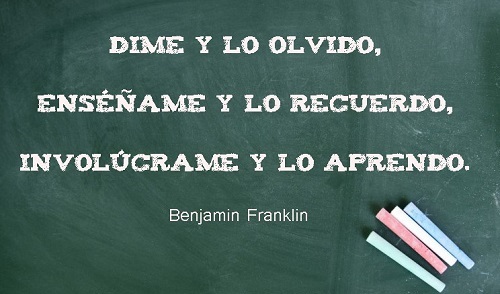 DIME Y LO OLVIDO,
ENSÉÑAME Y LO RECUERDO,
INVOLÚCRAME Y LO APRENDO.
Benjamin Franklin